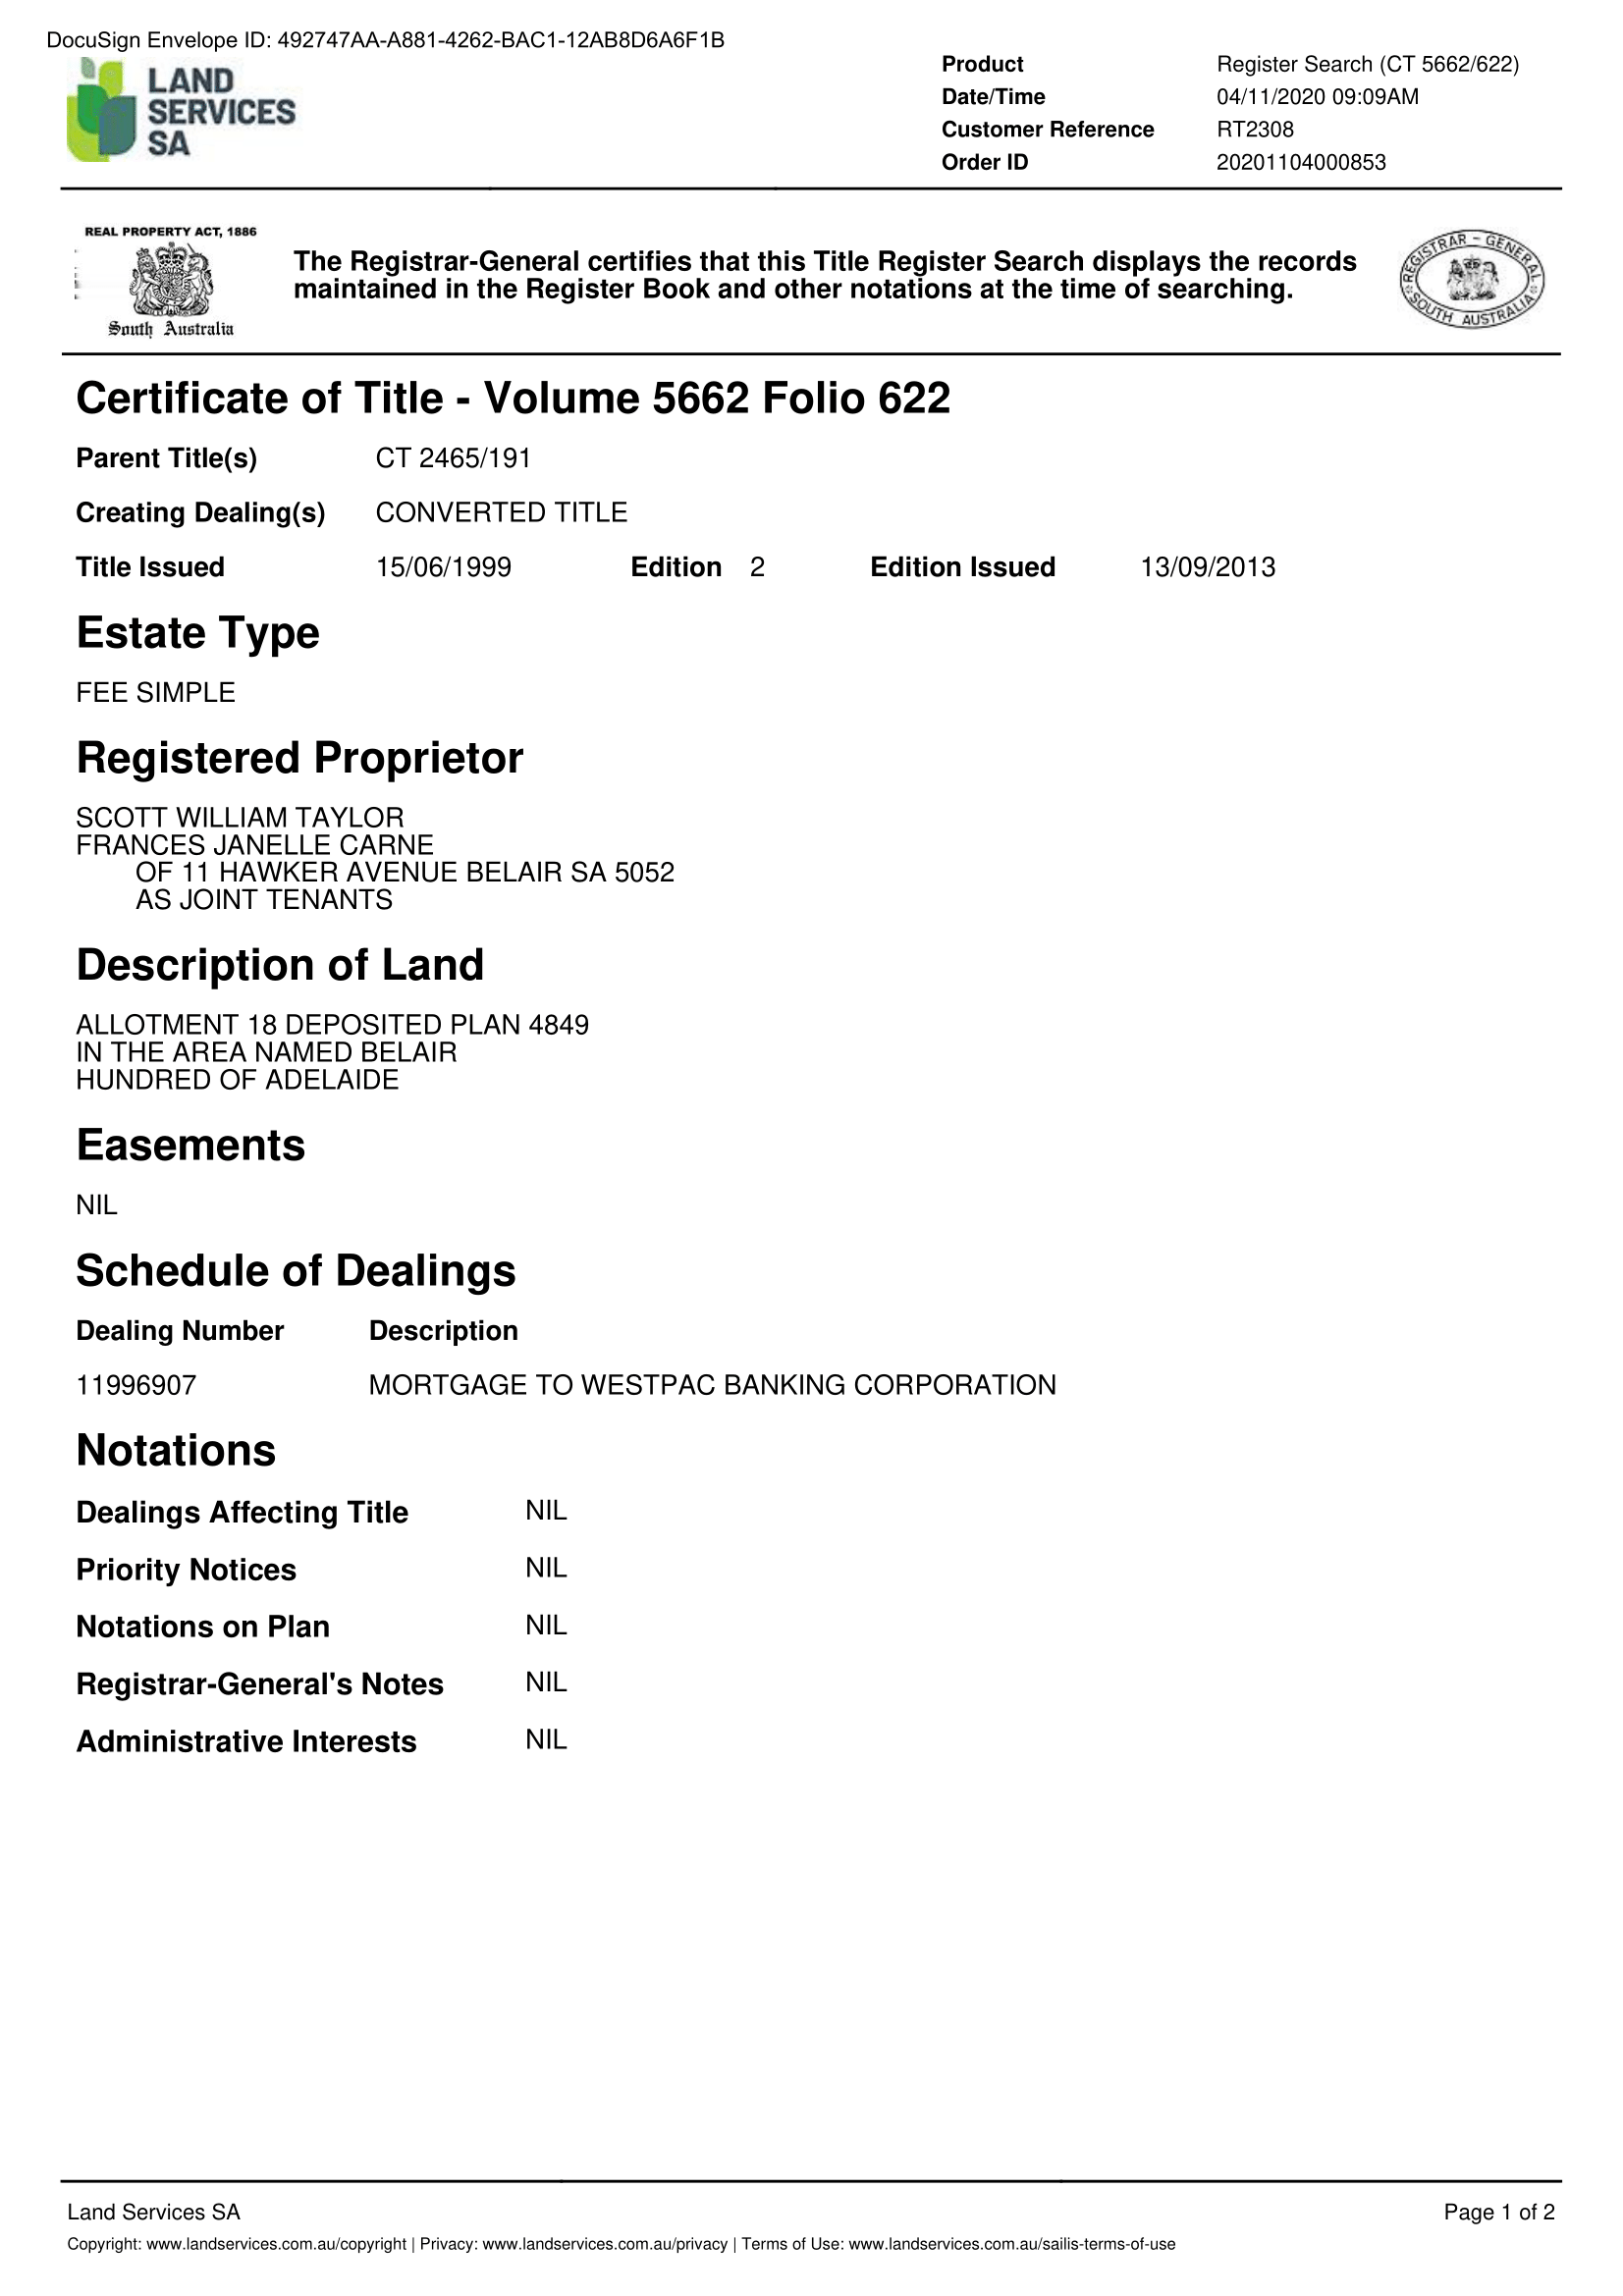 DocuSign Envelope ID: 492747AA-A881-4262-BAC1-12AB8D6A6F1B
LAND
SERVICES
SA
Product Register Search (CT 5662/622)
Date/Time 04/11/2020 09:09AM
Customer Reference RT2308
Order ID 20201104000853
REAL PROPERTY ACT, 1886
South Australia
The Registrar-General certifies that this Title Register Search displays the records
maintained in the Register Book and other notations at the time of searching.
REGISTRAR - GENERAL
SOUTH AUSTRALIA
Certificate of Title - Volume 5662 Folio 622
Parent Title(s) CT 2465/191
Creating Dealing(s) CONVERTED TITLE
Title Issued 15/06/1999 Edition 2 Edition Issued 13/09/2013
Estate Type
FEE SIMPLE
Registered Proprietor
SCOTT WILLIAM TAYLOR
FRANCES JANELLE CARNE
OF 11 HAWKER AVENUE BELAIR SA 5052
AS JOINT TENANTS
Description of Land
ALLOTMENT 18 DEPOSITED PLAN 4849
IN THE AREA NAMED BELAIR
HUNDRED OF ADELAIDE
Easements
NIL
Schedule of Dealings
Dealing Number Description
11996907 MORTGAGE TO WESTPAC BANKING CORPORATION
Notations
Dealings Affecting Title NIL
Priority Notices NIL
Notations on Plan NIL
Registrar-General's Notes NIL
Administrative Interests NIL
Land Services SA Page 1 of 2
Copyright: www.landservices.com.au/copyright | Privacy: www.landservices.com.au/privacy | Terms of Use: www.landservices.com.au/sailis-terms-of-use